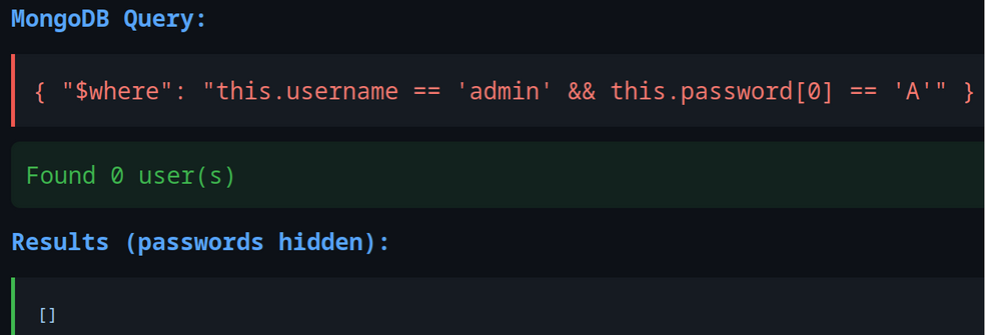 MongoDB Query:
{ "$where": "this.username == 'admin' && this.password[0] == 'A'" }
Found 0 user(s)
Results (passwords hidden):
[]